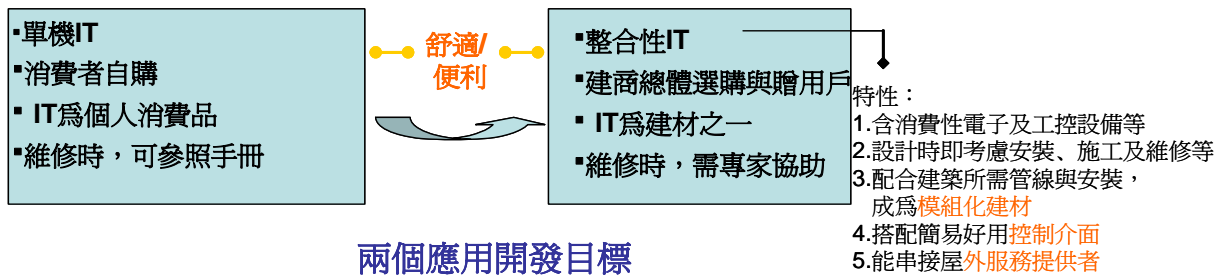 ▪單機IT
▪消費者自購
▪ IT為個人消費品
▪維修時，可參照手冊
舒適/
便利
▪整合性IT
▪建商總體選購與贈用戶
▪ IT為建材之一
▪維修時，需專家協助
特性：
1.含消費性電子及工控設備等
2.設計時即考慮安裝、施工及維修等
3.配合建築所需管線與安裝，
成為模組化建材
4.搭配簡易好用控制介面
5.能串接屋外服務提供者
兩個應用開發目標